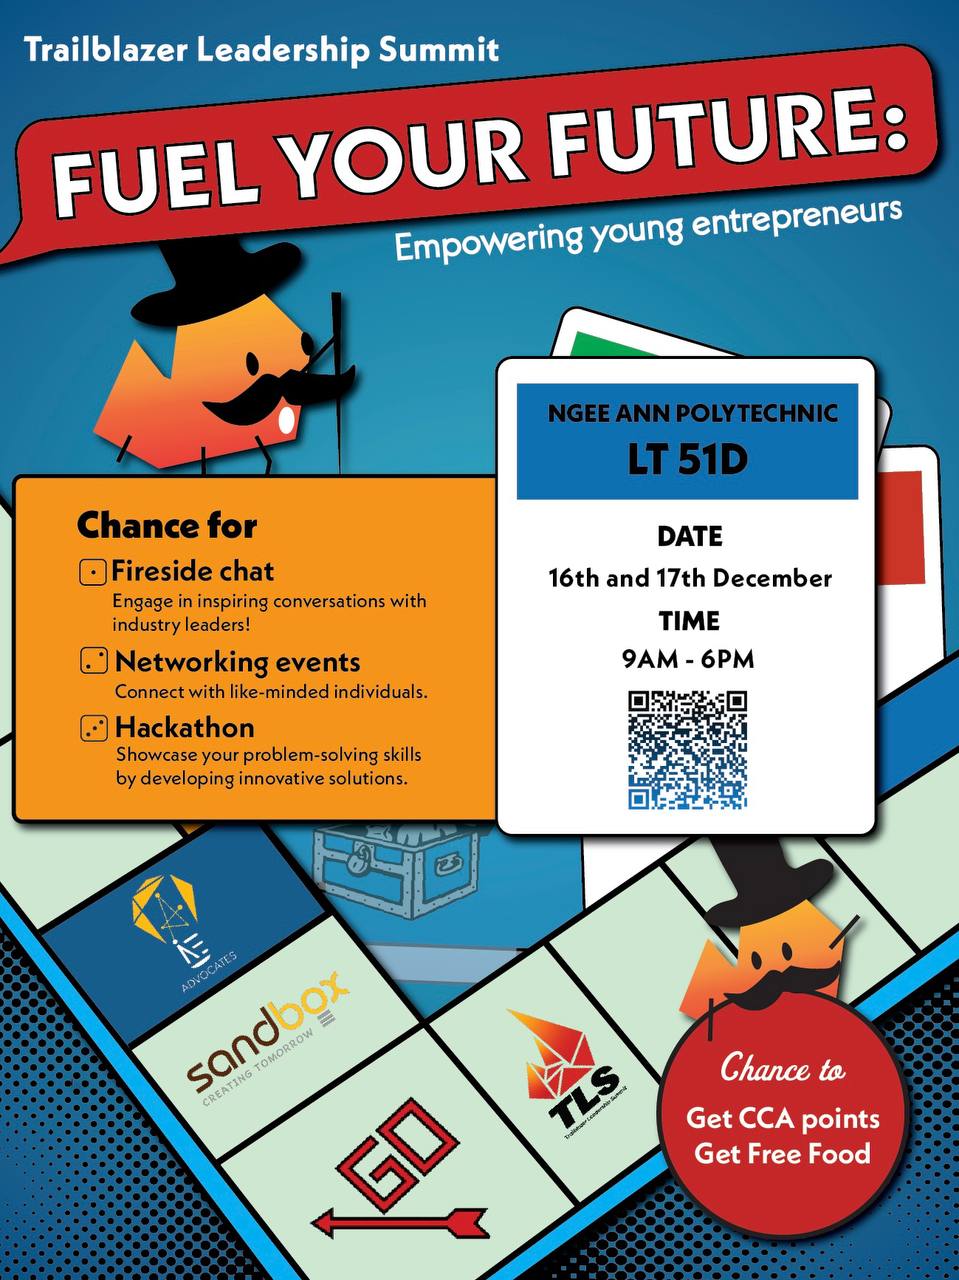 Trailblazer Leadership Summit
FUEL YOUR FUTURE:
Empowering young entrepreneurs
Chance for
Fireside chat
Engage in inspiring conversations with
industry leaders!
Networking events
Connect with like-minded individuals.
Hackathon
Showcase your problem-solving skills
by developing innovative solutions.
NGEE ANN POLYTECHNIC
LT 51D
DATE
16th and 17th December
TIME
9AM - 6PM
ADVOCATES
sandbox
CREATING TOMORROW
GO
TLS
Trailblazer Leadership Summit
Chance to
Get CCA points
Get Free Food